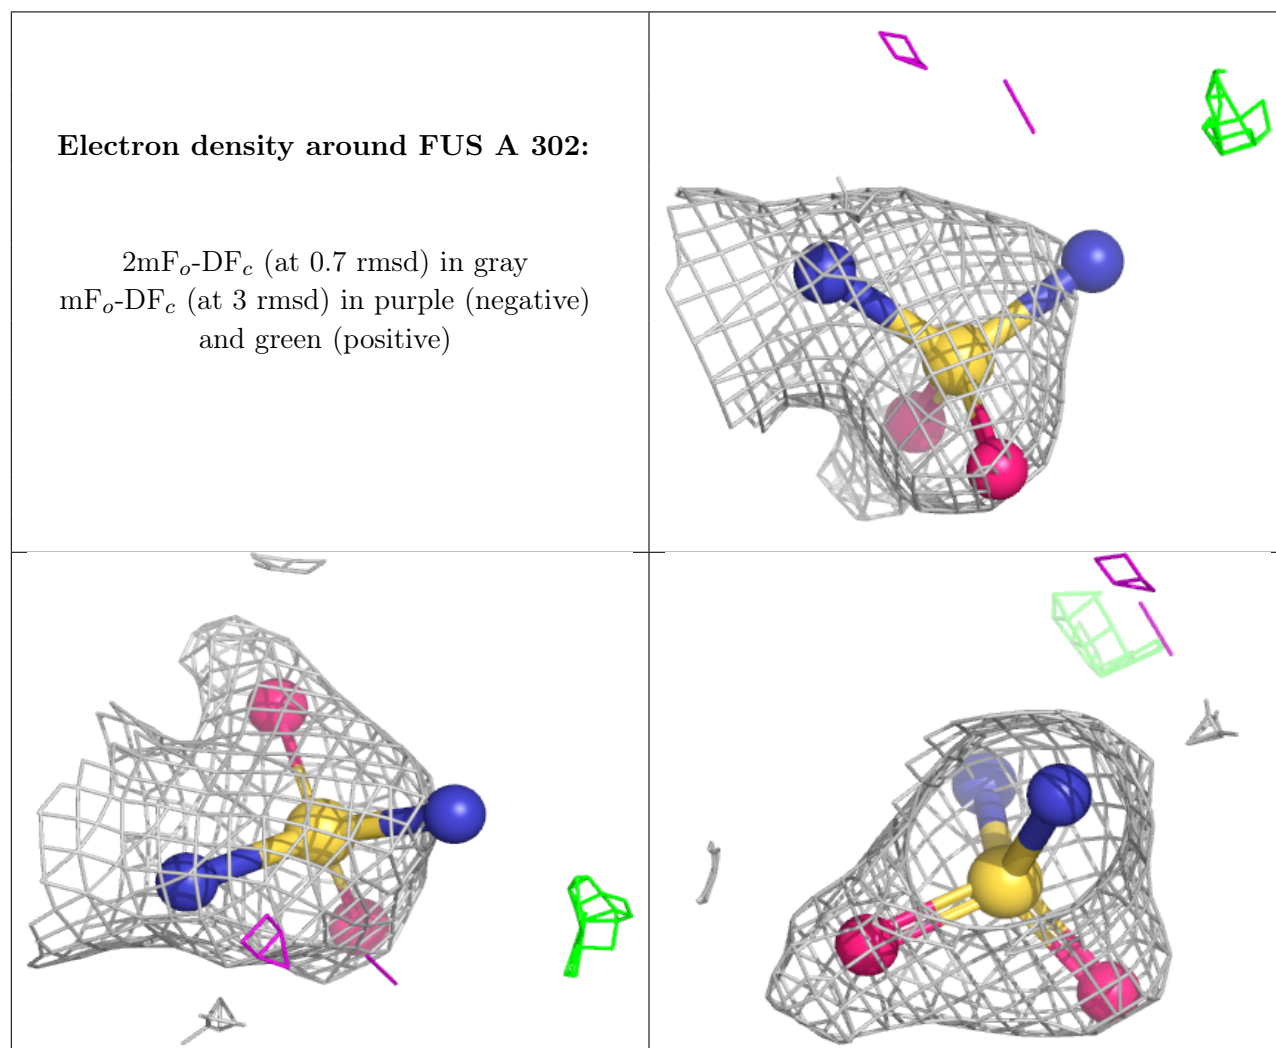 Electron density around FUS A 302:
2mFo-DFc (at 0.7 rmsd) in gray
mFo-DFc (at 3 rmsd) in purple (negative)
and green (positive)